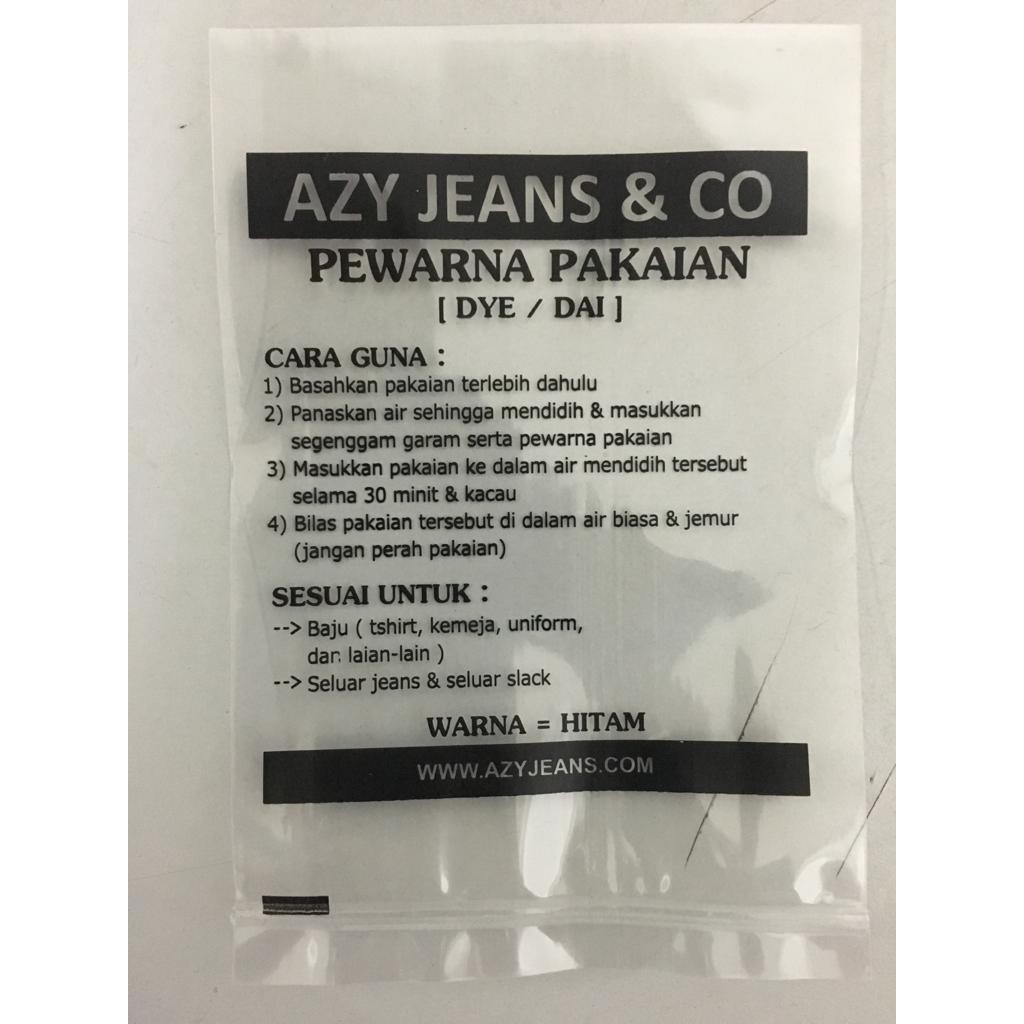 AZY JEANS & CO
PEWARNA PAKAIAN
[ DYE / DAI ]
CARA GUNA :
1) Basahkan pakaian terlebih dahulu
2) Panaskan air sehingga mendidih & masukkan
segenggam garam serta pewarna pakaian
3) Masukkan pakaian ke dalam air mendidih tersebut
selama 30 minit & kacau
4) Bilas pakaian tersebut di dalam air biasa & jemur
(jangan perah pakaian)
SESUAI UNTUK :
--> Baju ( tshirt, kemeja, uniform,
dan laian-lain )
--> Seluar jeans & seluar slack
WARNA = HITAM
WWW.AZYJEANS.COM